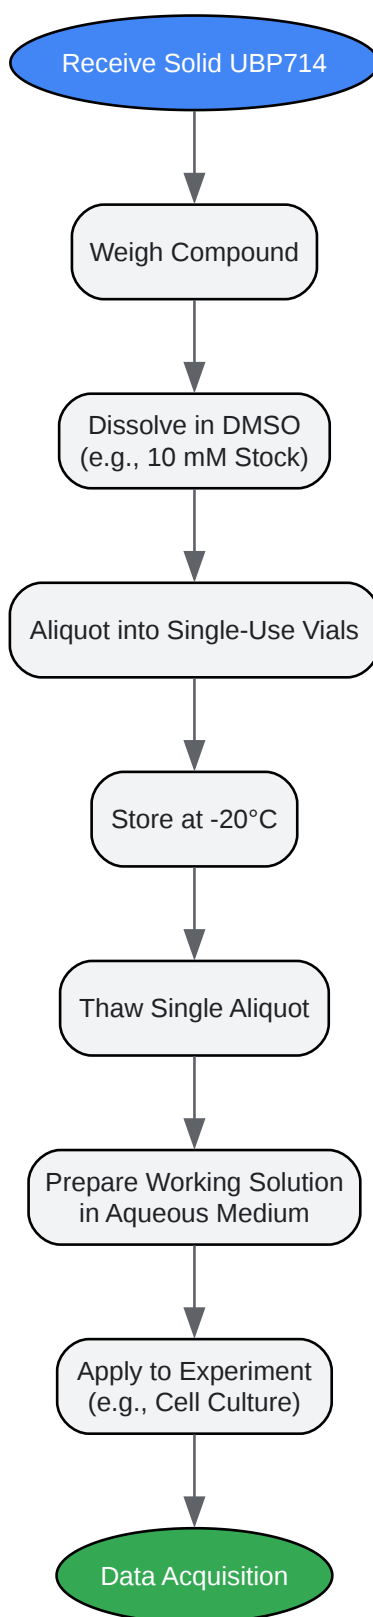 Receive Solid UBP714
Weigh Compound
Dissolve in DMSO
(e.g., 10 mM Stock)
Aliquot into Single-Use Vials
Store at -20°C
Thaw Single Aliquot
Prepare Working Solution
in Aqueous Medium
Apply to Experiment
(e.g., Cell Culture)
Data Acquisition